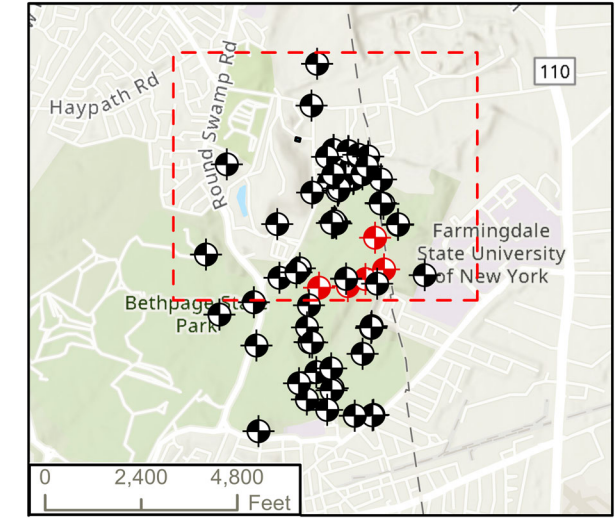 110
Haypath Rd
Round Swamp Rd
Farmingdale
State University
of New York
Bethpage State
Park
0 2,400 4,800
Feet